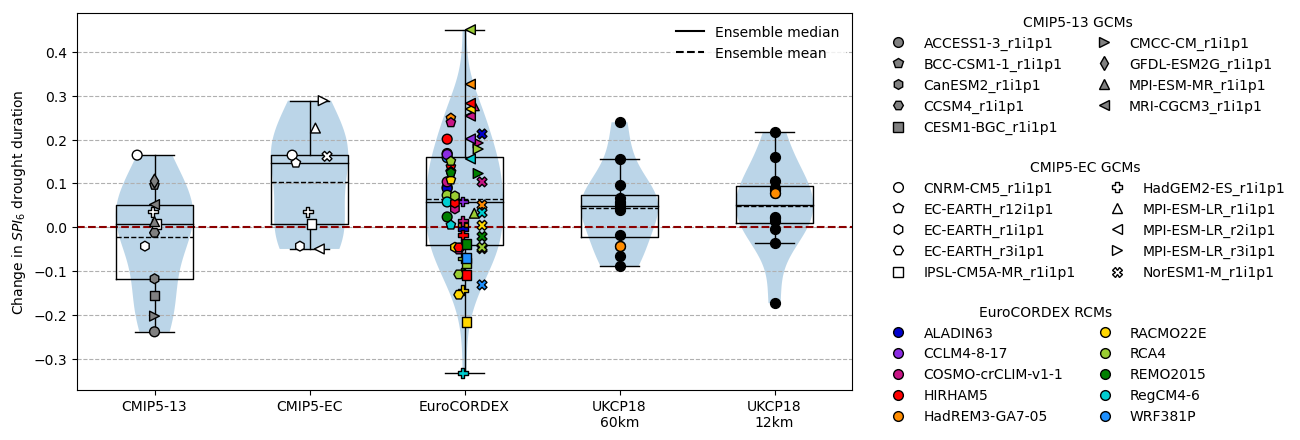 Change in SPI6 drought duration
0.4
0.3
0.2
0.1
0.0
−0.1
−0.2
−0.3
CMIP5-13
CMIP5-EC
EuroCORDEX
UKCP18
60km
UKCP18
12km
Ensemble median
Ensemble mean
CMIP5-13 GCMs
ACCESS1-3_r1i1p1
BCC-CSM1-1_r1i1p1
CanESM2_r1i1p1
CCSM4_r1i1p1
CESM1-BGC_r1i1p1
CMCC-CM_r1i1p1
GFDL-ESM2G_r1i1p1
MPI-ESM-MR_r1i1p1
MRI-CGCM3_r1i1p1
CMIP5-EC GCMs
CNRM-CM5_r1i1p1
EC-EARTH_r12i1p1
EC-EARTH_r1i1p1
EC-EARTH_r3i1p1
IPSL-CM5A-MR_r1i1p1
HadGEM2-ES_r1i1p1
MPI-ESM-LR_r1i1p1
MPI-ESM-LR_r2i1p1
MPI-ESM-LR_r3i1p1
NorESM1-M_r1i1p1
EuroCORDEX RCMs
ALADIN63
CCLM4-8-17
COSMO-crCLIM-v1-1
HIRHAM5
HadREM3-GA7-05
RACMO22E
RCA4
REMO2015
RegCM4-6
WRF381P